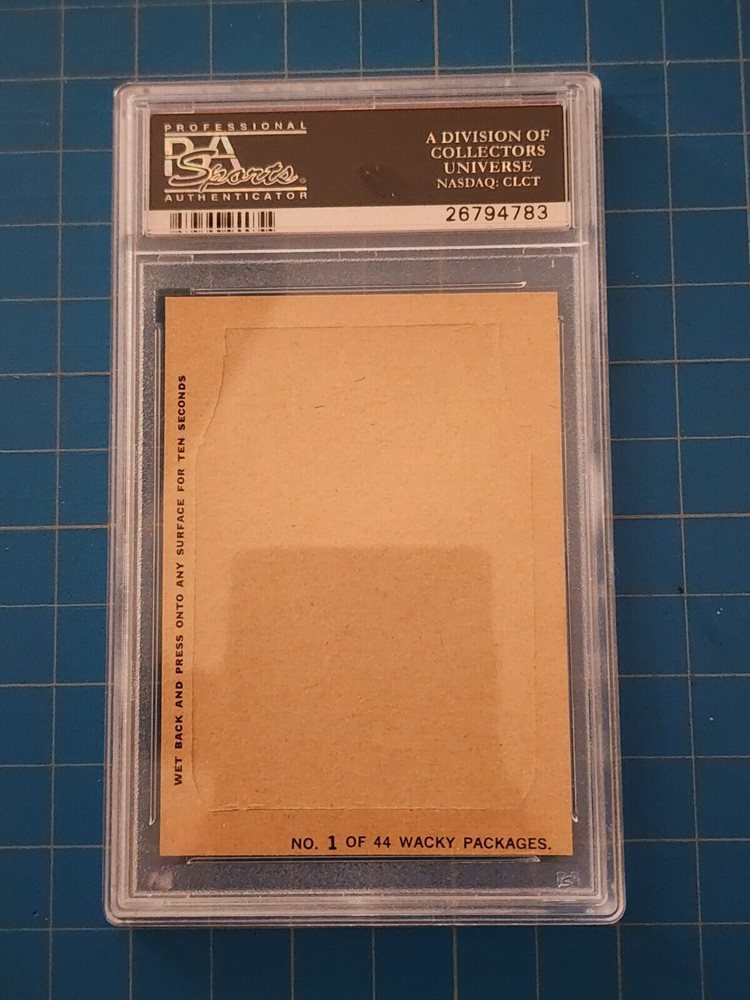 PROFESSIONAL
PSA
Sports
AUTHENTICATOR
A DIVISION OF
COLLECTORS
UNIVERSE
NASDAQ: CLCT
26794783
WET BACK AND PRESS ONTO ANY SURFACE FOR TEN SECONDS
NO. 1 OF 44 WACKY PACKAGES.
PSA